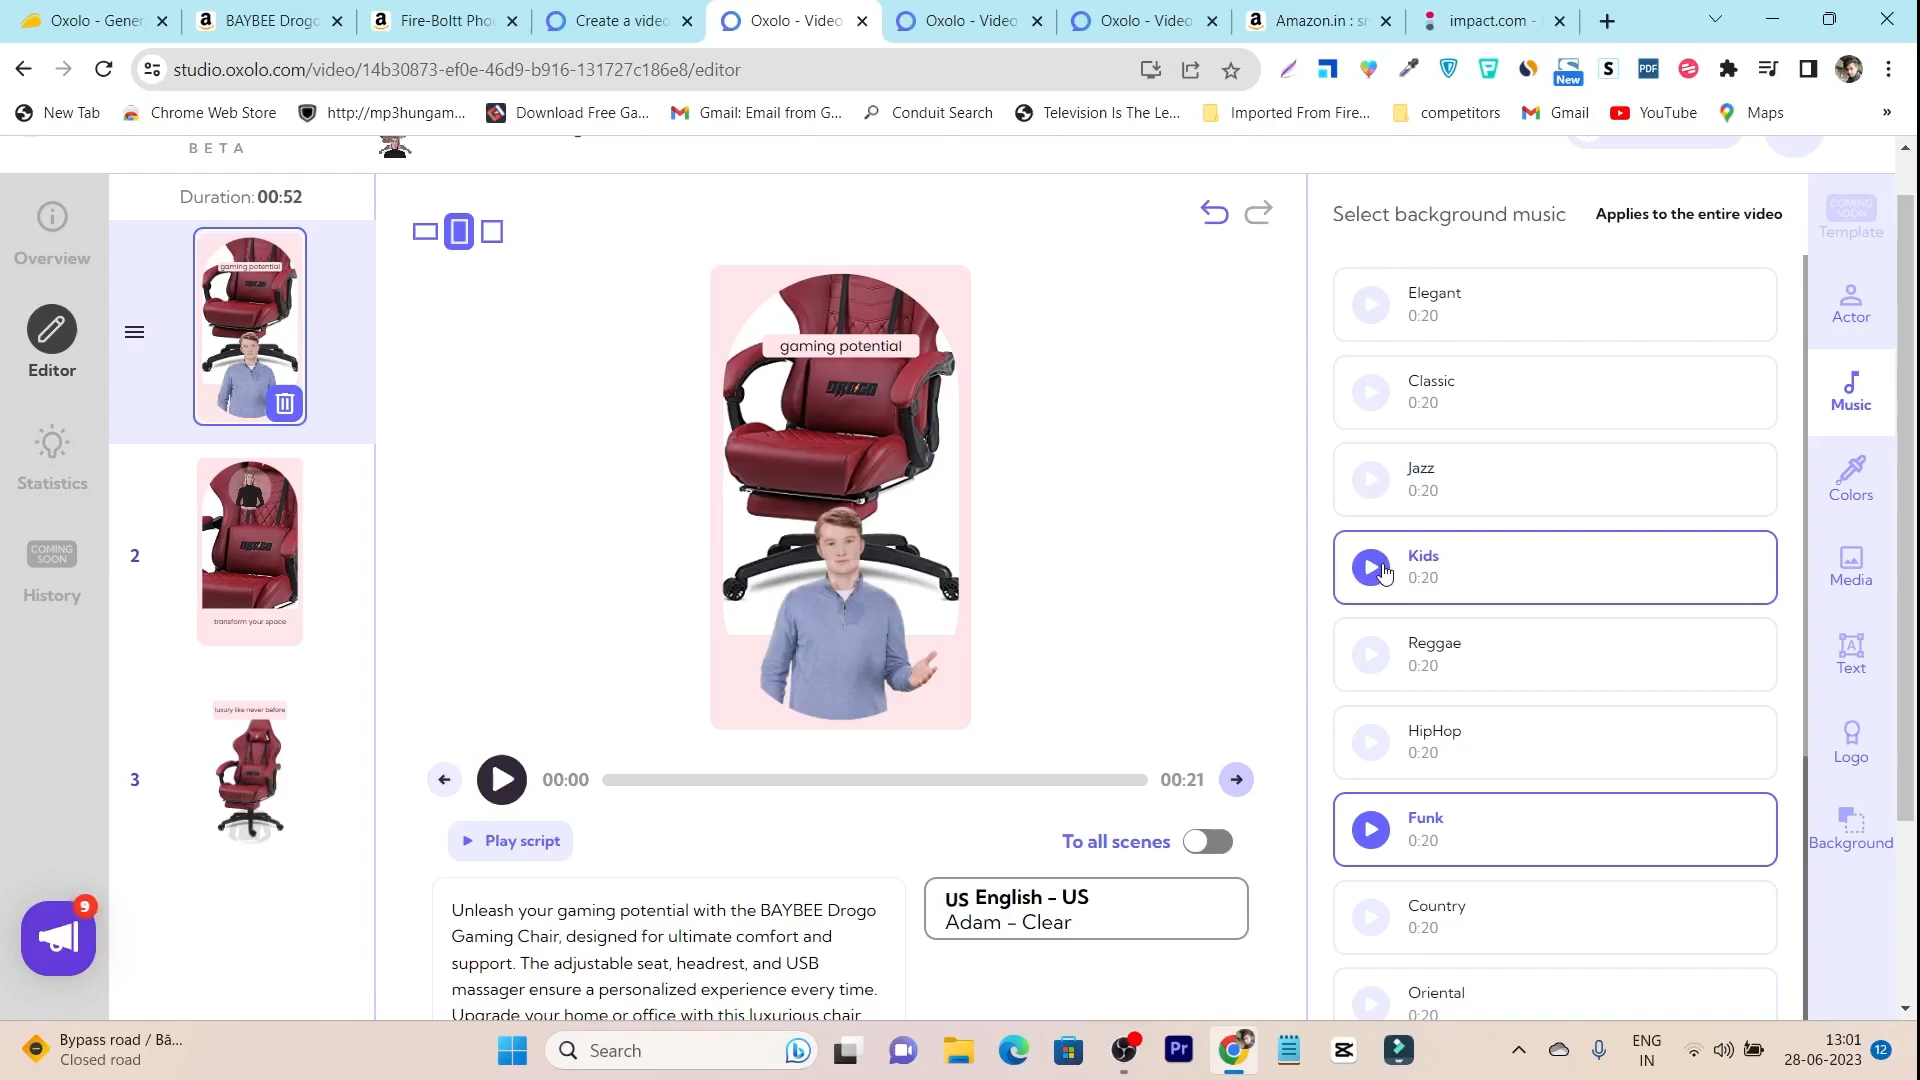 Oxolo - Gener
BAYBEE Drogo
Fire-Boltt Pho
Create a video
Oxolo - Video
Oxolo - Video
Oxolo - Video
Amazon.in : sm
impact.com -
studio.oxolo.com/video/14b30873-ef0e-46d9-b916-131727c186e8/editor
New
S
PDF
New Tab
Chrome Web Store
http://mp3hungam...
Download Free Ga...
Gmail: Email from G...
Conduit Search
Television Is The Le...
Imported From Fire...
competitors
Gmail
YouTube
Maps
»
BETA
Duration: 00:52
Overview
Editor
Statistics
COMING SOON
History
9
gaming potential
2
transform your space
3
luxury like never before
gaming potential
DROGO
00:00
00:21
Play script
To all scenes
Unleash your gaming potential with the BAYBEE Drogo
Gaming Chair, designed for ultimate comfort and
support. The adjustable seat, headrest, and USB
massager ensure a personalized experience every time.
Upgrade your home or office with this luxurious chair
US English - US
Adam - Clear
Select background music
Applies to the entire video
Elegant
0:20
Classic
0:20
Jazz
0:20
Kids
0:20
Reggae
0:20
HipHop
0:20
Funk
0:20
Country
0:20
Oriental
0:20
COMING SOON
Template
Actor
Music
Colors
Media
Text
Logo
Background
Bypass road / Bā...
Closed road
Search
Pr
ENG
IN
13:01
28-06-2023
12